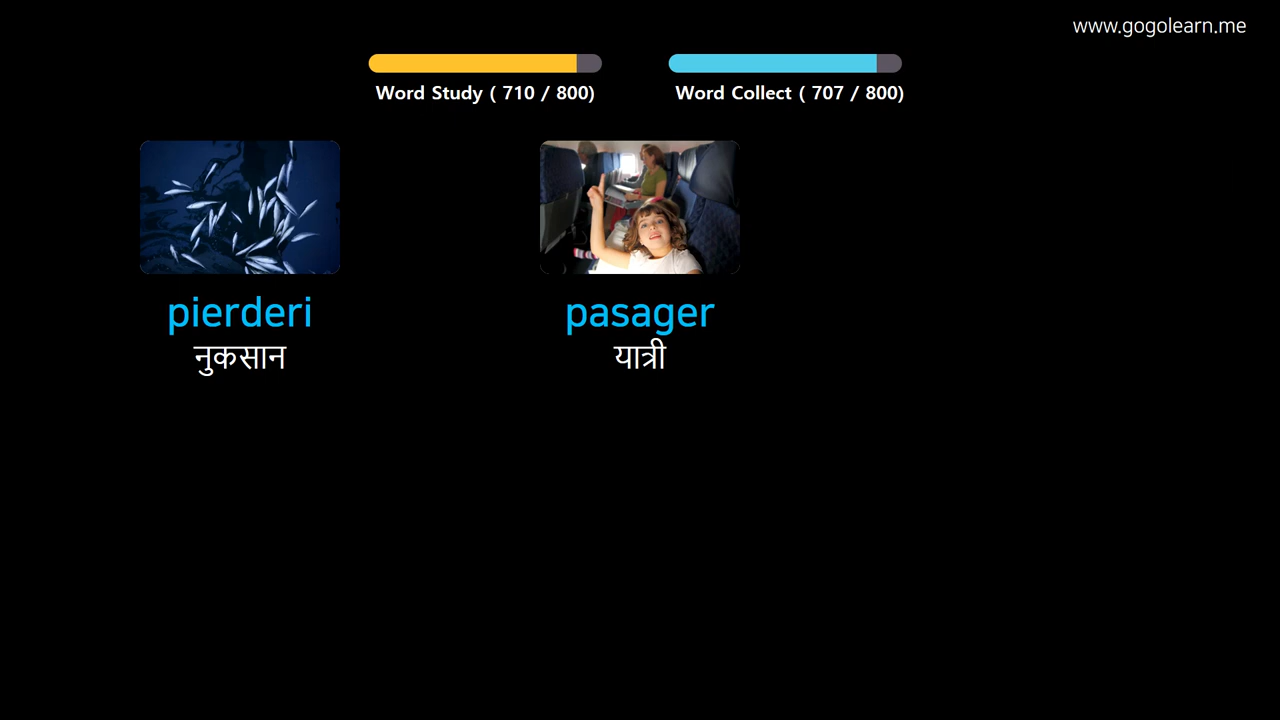 www.gogolearn.me
Word Study ( 710 / 800)
Word Collect ( 707 / 800)
pierderi
नुकसान
pasager
यात्री